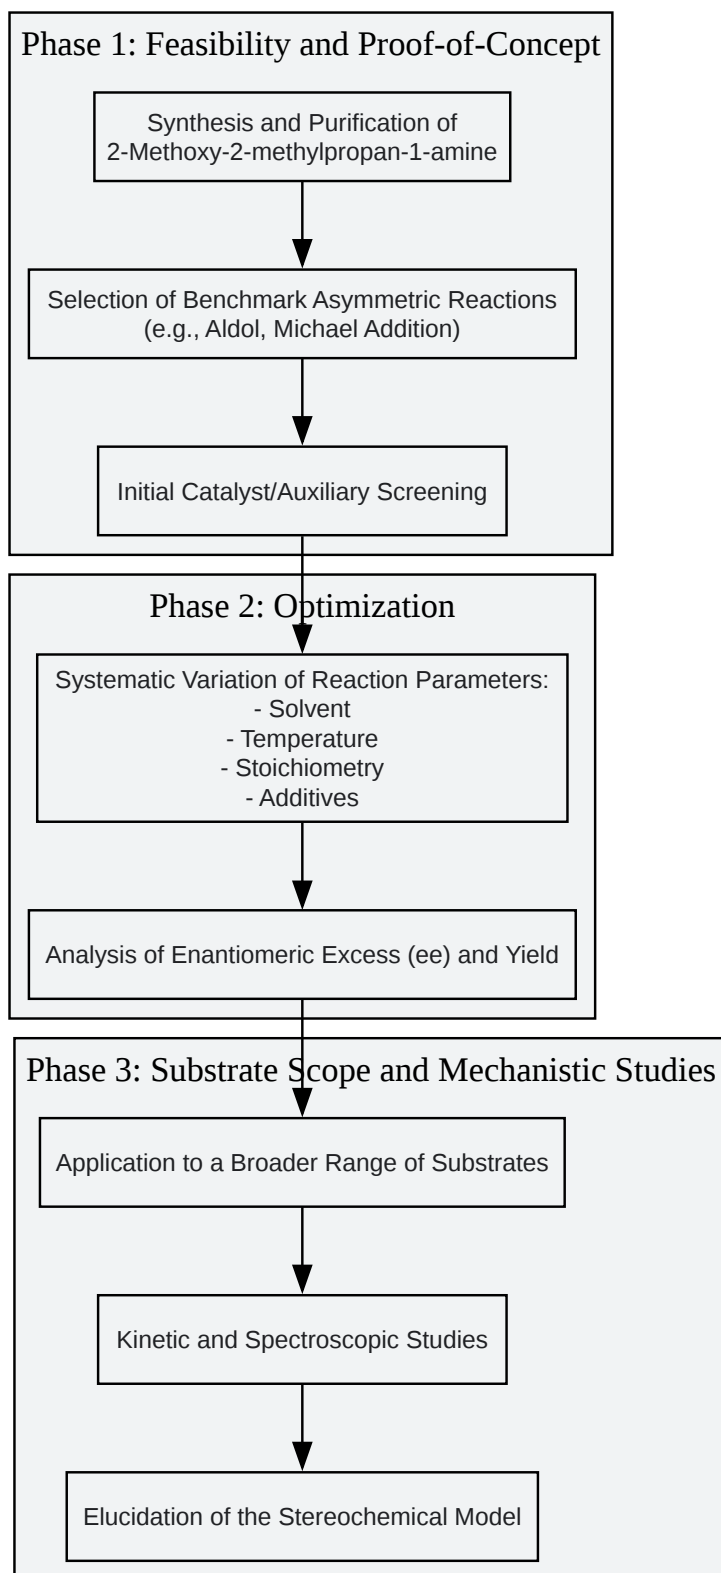 Phase 1: Feasibility and Proof-of-Concept
Synthesis and Purification of
2-Methoxy-2-methylpropan-1-amine
Selection of Benchmark Asymmetric Reactions
(e.g., Aldol, Michael Addition)
Initial Catalyst/Auxiliary Screening
Phase 2: Optimization
Systematic Variation of Reaction Parameters:
- Solvent
- Temperature
- Stoichiometry
- Additives
Analysis of Enantiomeric Excess (ee) and Yield
Phase 3: Substrate Scope and Mechanistic Studies
Application to a Broader Range of Substrates
Kinetic and Spectroscopic Studies
Elucidation of the Stereochemical Model